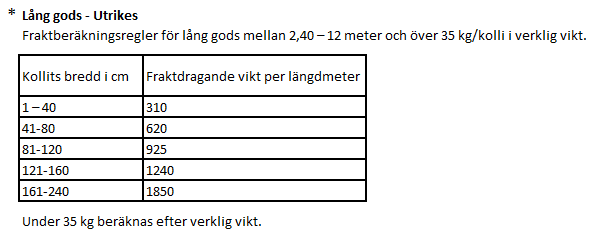 * Lång gods - Utrikes
Fraktberäkningsregler för lång gods mellan 2,40 – 12 meter och över 35 kg/kolli i verklig vikt.
Kollits bredd i cm Fraktdragande vikt per längdmeter
1 – 40 310
41-80 620
81-120 925
121-160 1240
161-240 1850
Under 35 kg beräknas efter verklig vikt.